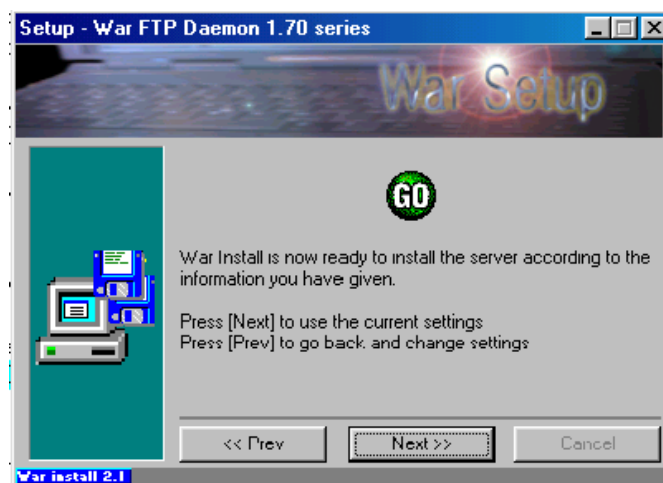 Setup - War FTP Daemon 1.70 series
War Setup
GO
War Install is now ready to install the server according to the
information you have given.
Press [Next] to use the current settings
Press [Prev] to go back and change settings
<< Prev
Next >>
Cancel
War install 2.1